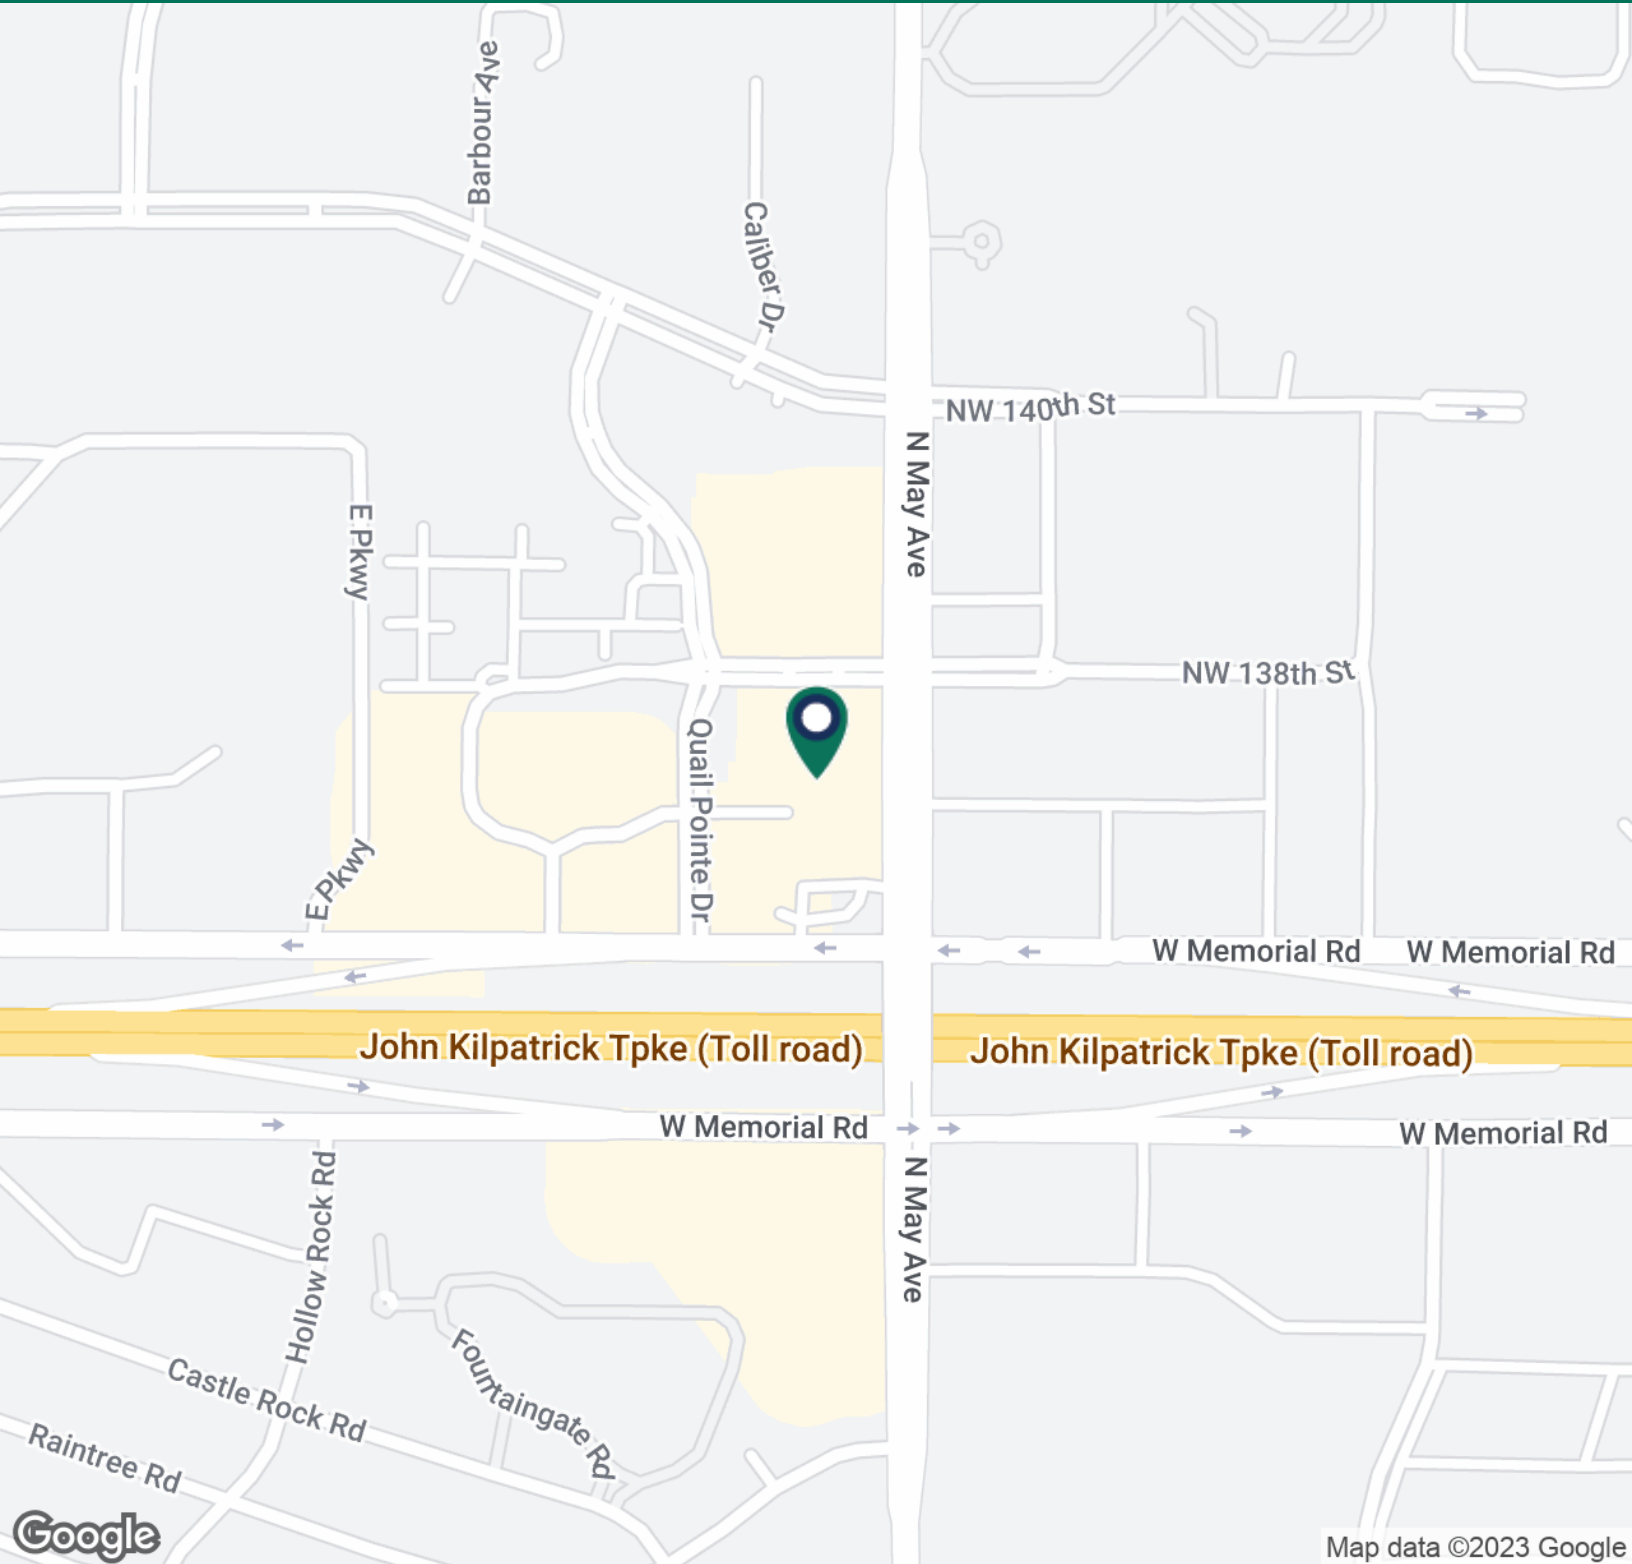 Barbour Ave
Caliber Dr
NW 140th St
N May Ave
E Pkwy
NW 138th St
Quail Pointe Dr
E Pkwy
W Memorial Rd
W Memorial Rd
John Kilpatrick Tpke (Toll road)
John Kilpatrick Tpke (Toll road)
W Memorial Rd
W Memorial Rd
N May Ave
Hollow Rock Rd
Fountaingate Rd
Castle Rock Rd
Raintree Rd
Google
Map data ©2023 Google